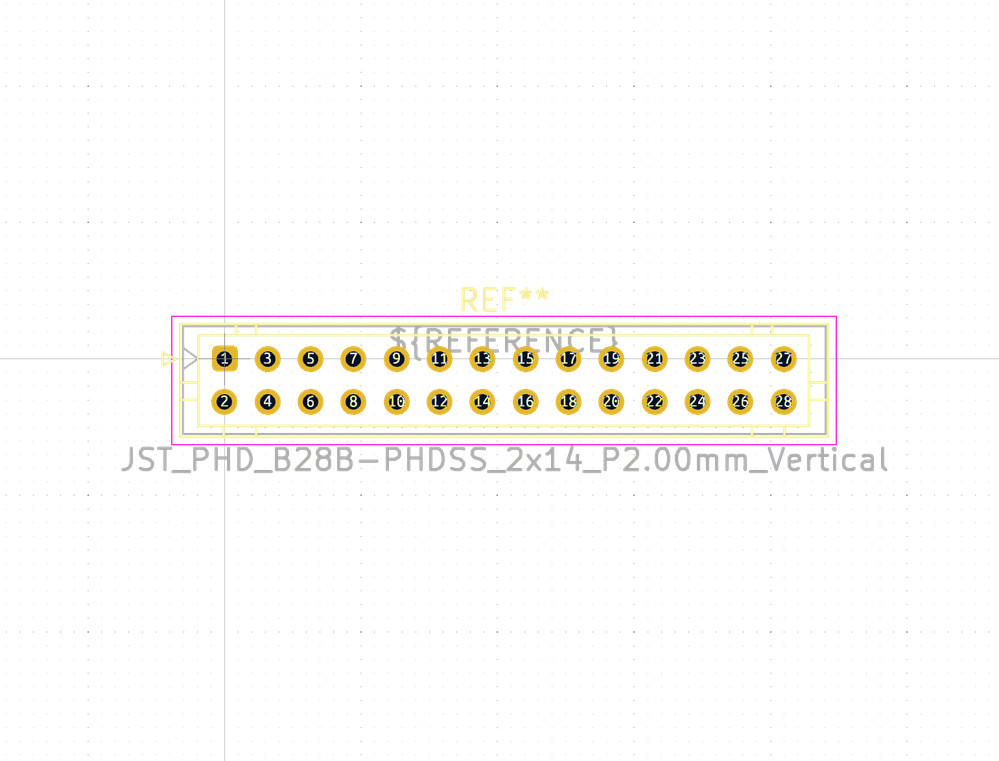 REF**
${REFERENCE}
1 3 5 7 9 11 13 15 17 19 21 23 25 27
2 4 6 8 10 12 14 16 18 20 22 24 26 28
JST_PHD_B28B-PHDSS_2x14_P2.00mm_Vertical